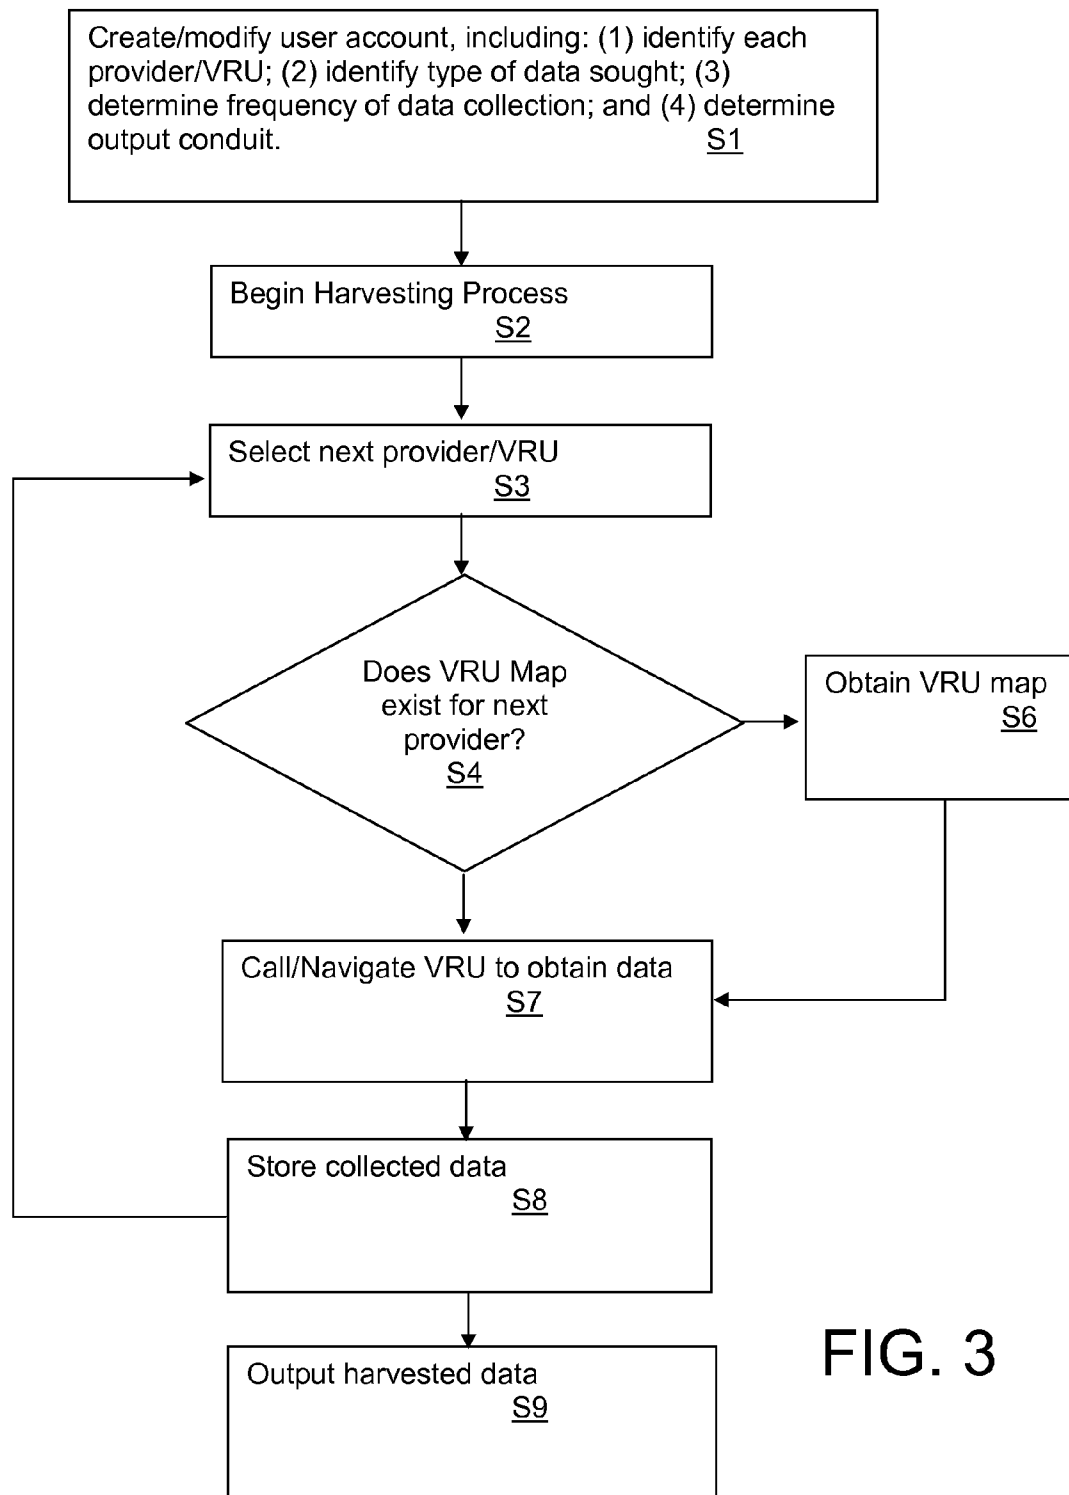 Create/modify user account, including: (1) identify each
provider/VRU; (2) identify type of data sought; (3)
determine frequency of data collection; and (4) determine
output conduit. S1
Begin Harvesting Process
S2
Select next provider/VRU
S3
Does VRU Map
exist for next
provider?
S4
Obtain VRU map
S6
Call/Navigate VRU to obtain data
S7
Store collected data
S8
Output harvested data
S9
FIG. 3